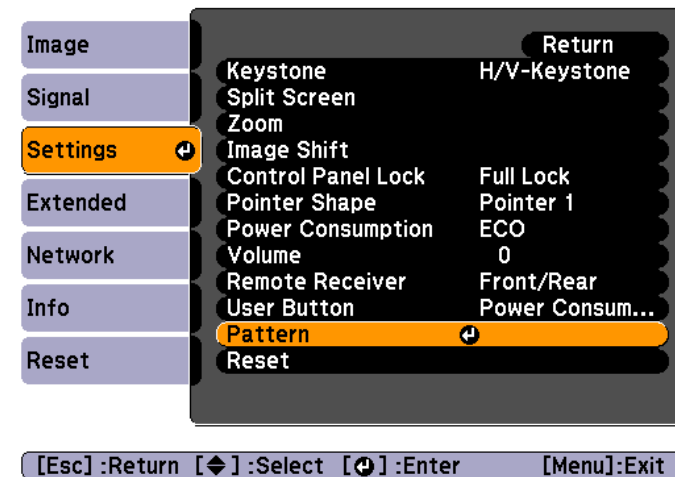 Image
Signal
Settings
Extended
Network
Info
Reset
Return
Keystone H/V-Keystone
Split Screen
Zoom
Image Shift
Control Panel Lock Full Lock
Pointer Shape Pointer 1
Power Consumption ECO
Volume 0
Remote Receiver Front/Rear
User Button Power Consum...
Pattern
Reset
[Esc] :Return [◆] :Select [↵] :Enter [Menu]:Exit